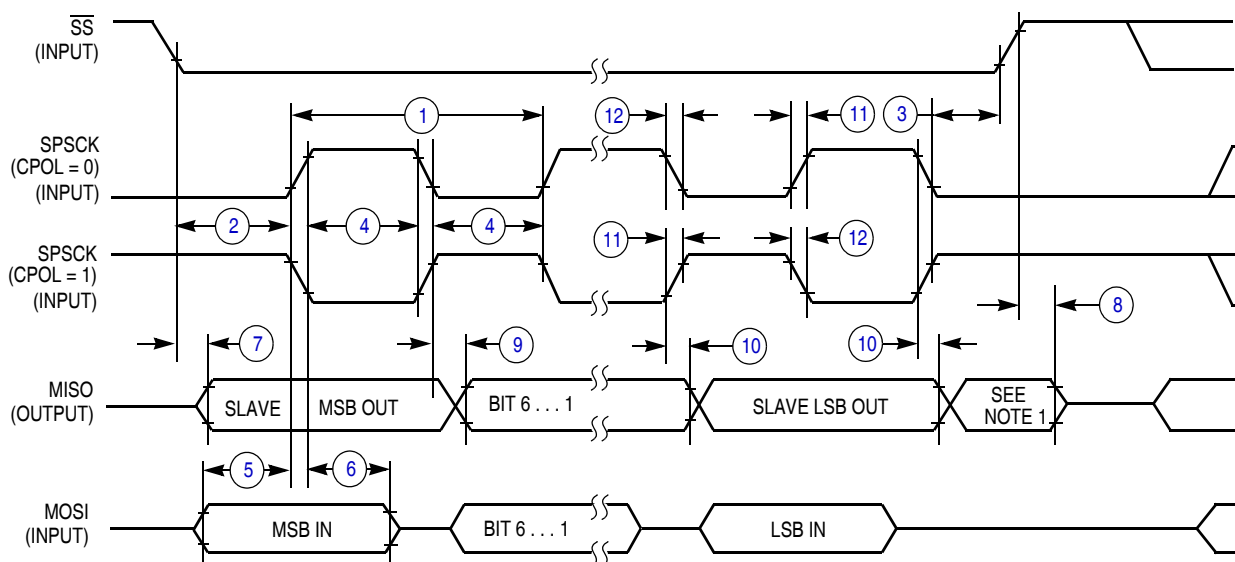 SS
(INPUT)
1
12
11
3
SPSCK
(CPOL = 0)
(INPUT)
2
4
4
11
12
SPSCK
(CPOL = 1)
(INPUT)
8
7
9
10
10
MISO
(OUTPUT)
SLAVE MSB OUT
BIT 6 . . . 1
SLAVE LSB OUT
SEE
NOTE 1
5
6
MOSI
(INPUT)
MSB IN
BIT 6 . . . 1
LSB IN